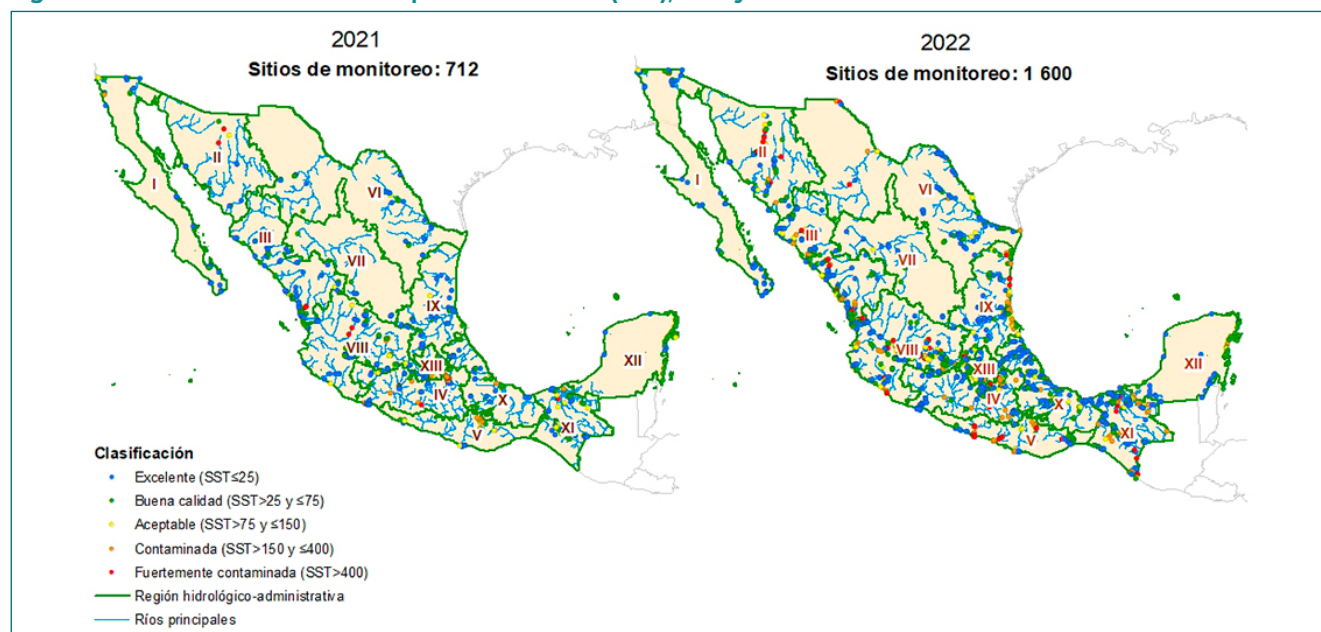 2021
Sitios de monitoreo: 712
2022
Sitios de monitoreo: 1 600
I
II
III
VI
VII
VIII
IX
XIII
IV
X
V
XI
XII
I
II
III
VI
VII
VIII
IX
XIII
IV
X
V
XI
XII
Clasificación
Excelente (SST≤25)
Buena calidad (SST>25 y ≤75)
Aceptable (SST>75 y ≤150)
Contaminada (SST>150 y ≤400)
Fuertemente contaminada (SST>400)
Región hidrológico-administrativa
Ríos principales